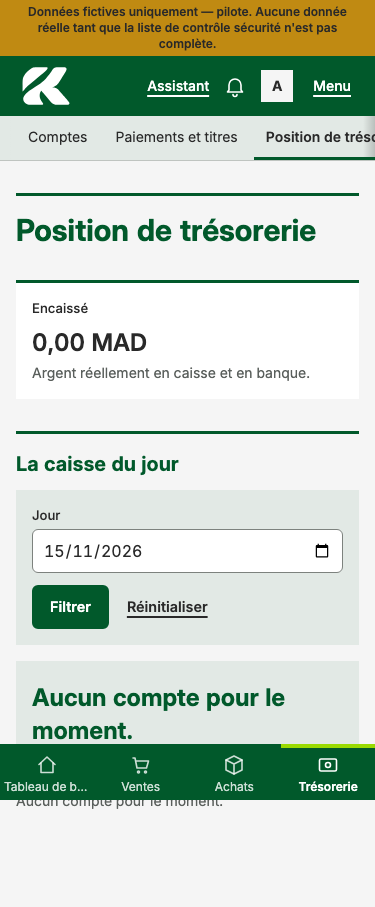 Données fictives uniquement — pilote. Aucune donnée
réelle tant que la liste de contrôle sécurité n'est pas
complète.
Assistant
A
Menu
Comptes
Paiements et titres
Position de tréso
Position de trésorerie
Encaissé
0,00 MAD
Argent réellement en caisse et en banque.
La caisse du jour
Jour
15/11/2026
Filtrer
Réinitialiser
Aucun compte pour le
moment.
Tableau de b…
Ventes
Achats
Trésorerie
Aucun compte pour le moment.